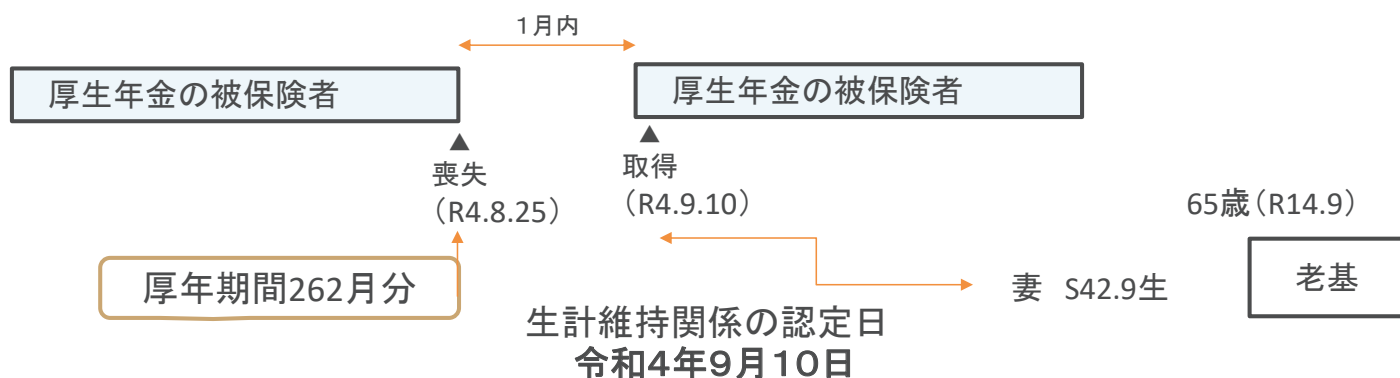 1月内
厚生年金の被保険者
厚生年金の被保険者
▲
喪失
（R4.8.25）
▲
取得
（R4.9.10）
65歳（R14.9）
厚年期間262月分
妻 S42.9生
老基
生計維持関係の認定日
令和4年9月10日